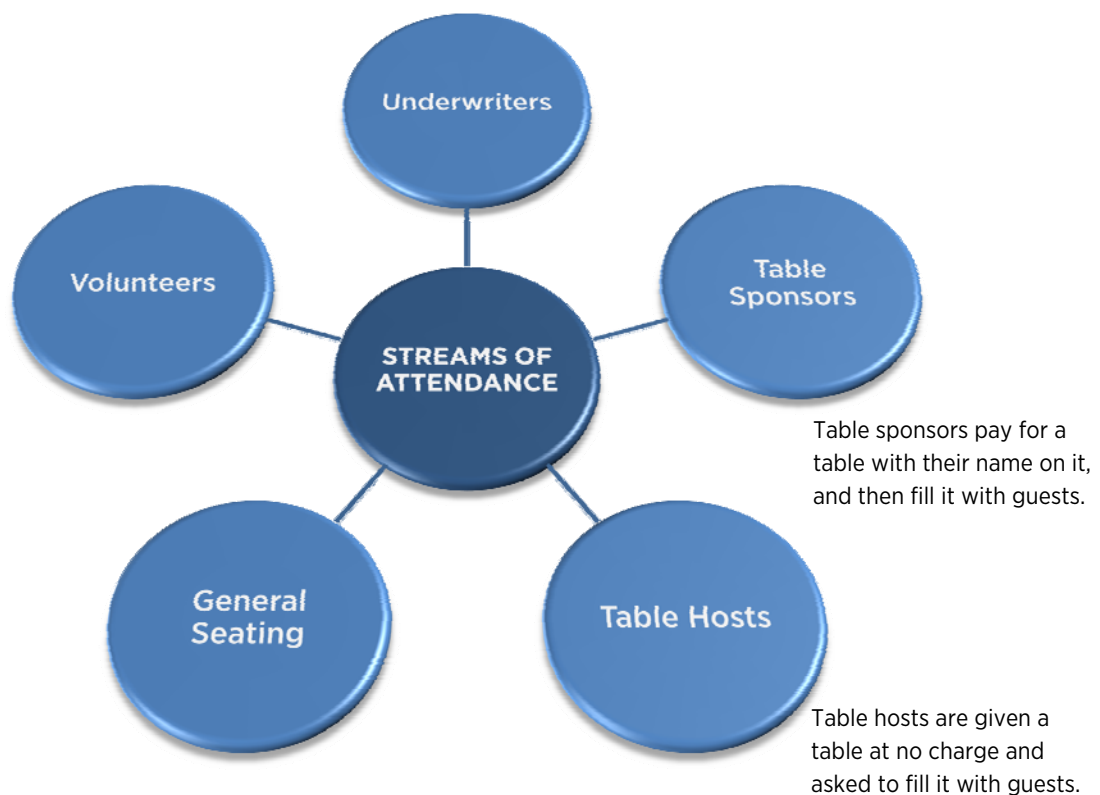 Underwriters
Volunteers
Table
Sponsors
STREAMS OF
ATTENDANCE
Table sponsors pay for a
table with their name on it,
and then fill it with guests.
General
Seating
Table Hosts
Table hosts are given a
table at no charge and
asked to fill it with guests.